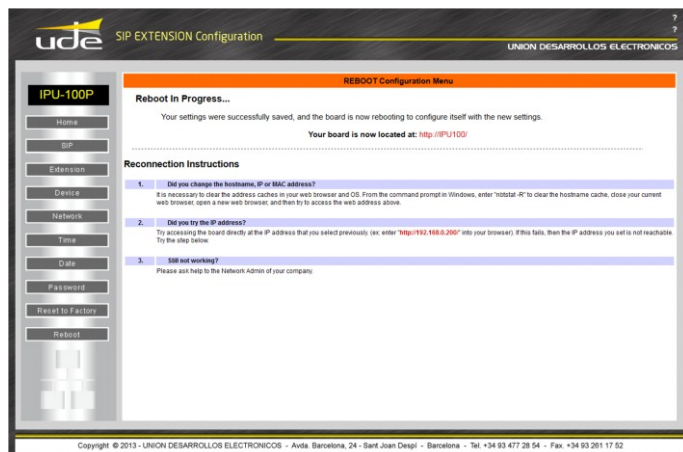 ude
SIP EXTENSION Configuration
?
?
UNION DESARROLLOS ELECTRONICOS
IPU-100P
Home
SIP
Extension
Device
Network
Time
Date
Password
Reset to Factory
Reboot
REBOOT Configuration Menu
Reboot In Progress...
Your settings were successfully saved, and the board is now rebooting to configure itself with the new settings.
Your board is now located at: http://IPU100/
Reconnection Instructions
1. Did you change the hostname, IP or MAC address?
It is necessary to clear the address caches in your web browser and OS. From the command prompt in Windows, enter "nbtstat -R" to clear the hostname cache, close your current
web browser, open a new web browser, and then try to access the web address above.
2. Did you try the IP address?
Try accessing the board directly at the IP address that you select previously. (ex: enter "http://192.168.0.200/" into your browser). If this fails, then the IP address you set is not reachable.
Try the step below.
3. Still not working?
Please ask help to the Network Admin of your company.
Copyright © 2013 - UNION DESARROLLOS ELECTRONICOS - Avda. Barcelona, 24 - Sant Joan Despí - Barcelona - Tel. +34 93 477 28 54 - Fax. +34 93 261 17 52